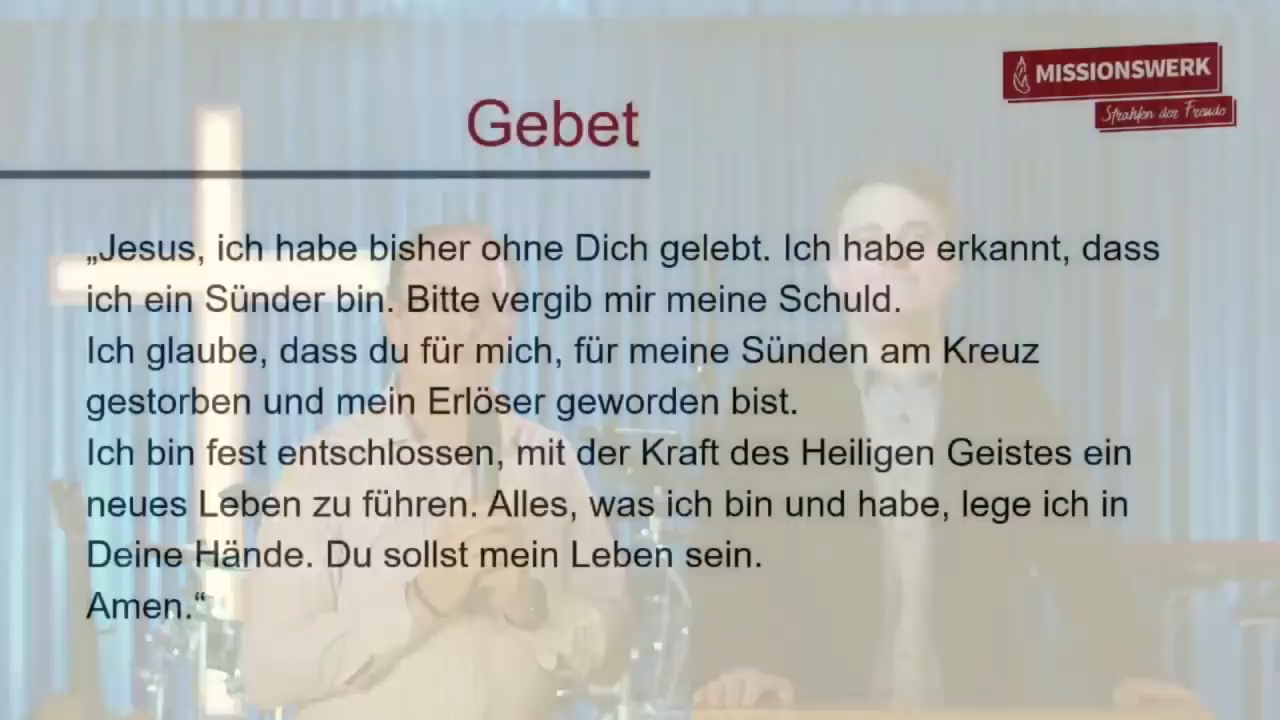 MISSIONSWERK
Strahlen der Freude
Gebet
„Jesus, ich habe bisher ohne Dich gelebt. Ich habe erkannt, dass
ich ein Sünder bin. Bitte vergib mir meine Schuld.
Ich glaube, dass du für mich, für meine Sünden am Kreuz
gestorben und mein Erlöser geworden bist.
Ich bin fest entschlossen, mit der Kraft des Heiligen Geistes ein
neues Leben zu führen. Alles, was ich bin und habe, lege ich in
Deine Hände. Du sollst mein Leben sein.
Amen.“